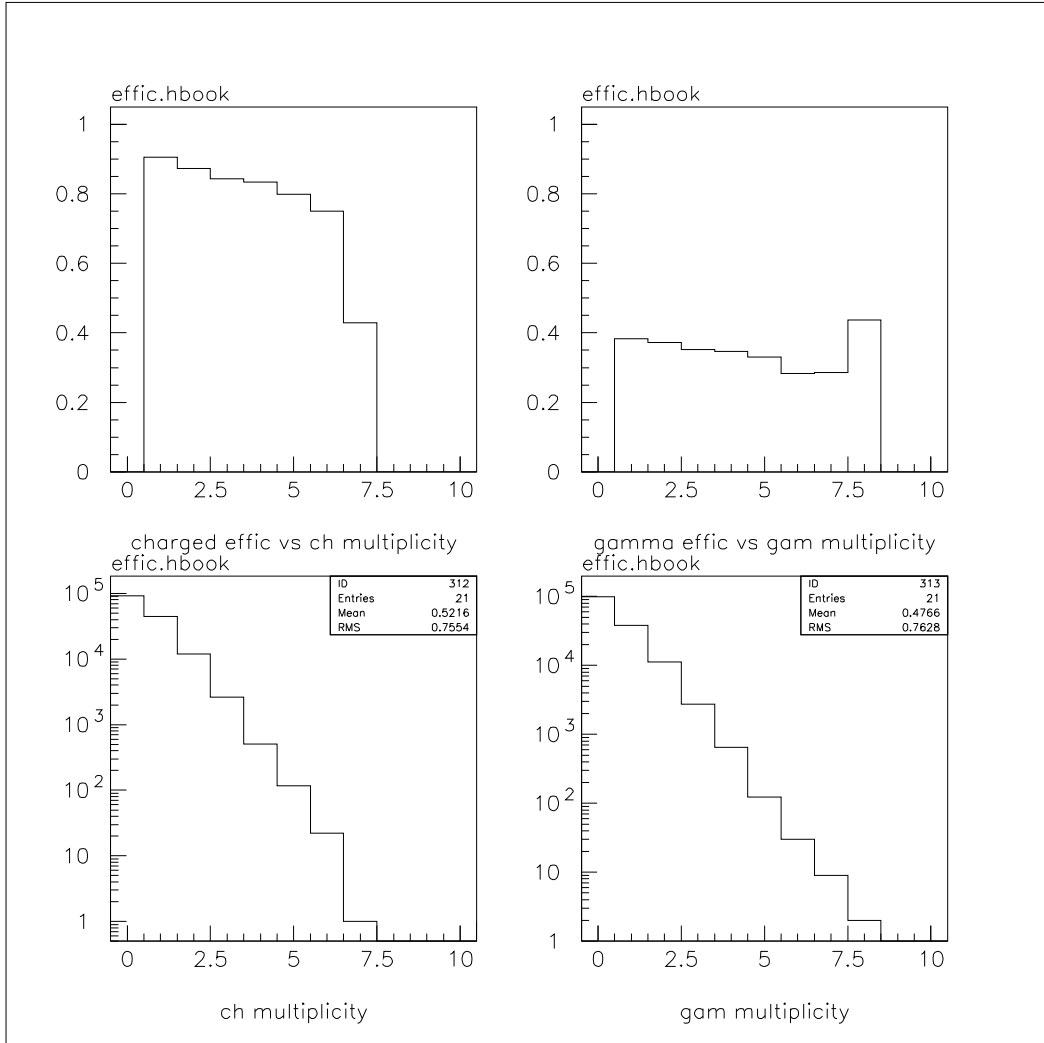 effic.hbook
1
0.8
0.6
0.4
0.2
0
0 2.5 5 7.5 10
charged effic vs ch multiplicity
effic.hbook
1
0.8
0.6
0.4
0.2
0
0 2.5 5 7.5 10
gamma effic vs gam multiplicity
effic.hbook
ID 312
Entries 21
Mean 0.5216
RMS 0.7554
10^5
10^4
10^3
10^2
10
1
0 2.5 5 7.5 10
ch multiplicity
effic.hbook
ID 313
Entries 21
Mean 0.4766
RMS 0.7628
10^5
10^4
10^3
10^2
10
1
0 2.5 5 7.5 10
gam multiplicity